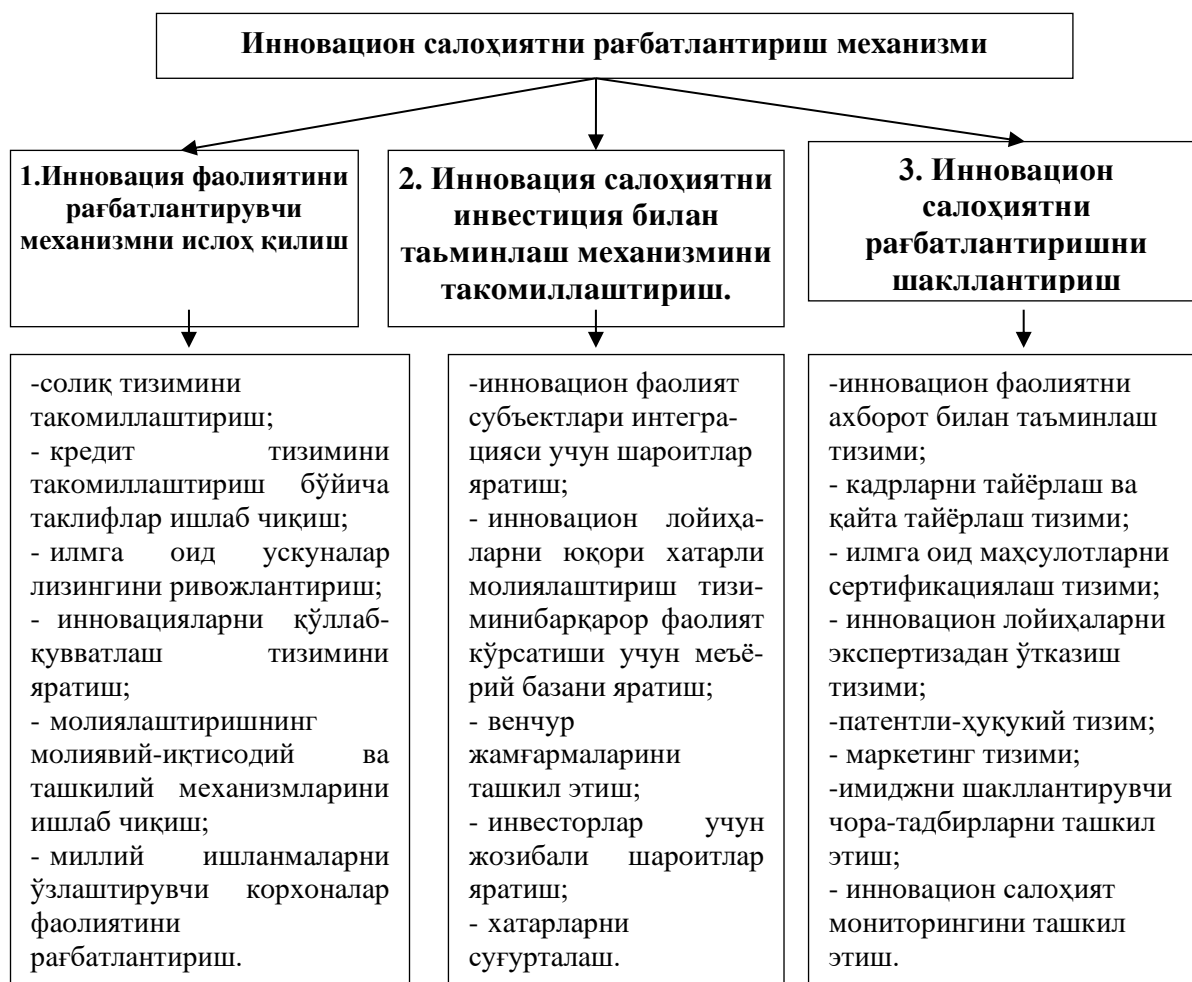 Инновацион салоҳиятни рағбатлантириш механизми
1.Инновация фаолиятини
рағбатлантирувчи
механизмни ислоҳ қилиш
2. Инновация салоҳиятни
инвестиция билан
таьминлаш механизмини
такомиллаштириш.
3. Инновацион
салоҳиятни
рағбатлантиришни
шакллантириш
-солиқ тизимини
такомиллаштириш;
- кредит тизимини
такомиллаштириш бўйича
таклифлар ишлаб чиқиш;
- илмга оид ускуналар
лизингини ривожлантириш;
- инновацияларни қўллаб-
қувватлаш тизимини
яратиш;
- молиялаштиришнинг
молиявий-иқтисодий ва
ташкилий механизмларини
ишлаб чиқиш;
- миллий ишланмаларни
ўзлаштирувчи корхоналар
фаолиятини
рағбатлантириш.
-инновацион фаолият
субъектлари интегра-
цияси учун шароитлар
яратиш;
- инновацион лойиҳа-
ларни юқори хатарли
молиялаштириш тизи-
минибарқарор фаолият
кўрсатиши учун меъё-
рий базани яратиш;
- венчур
жамғармаларини
ташкил этиш;
- инвесторлар учун
жозибали шароитлар
яратиш;
- хатарларни
суғурталаш.
-инновацион фаолиятни
ахборот билан таъминлаш
тизими;
- кадрларни тайёрлаш ва
қайта тайёрлаш тизими;
- илмга оид маҳсулотларни
сертификациялаш тизими;
- инновацион лойиҳаларни
экспертизадан ўтказиш
тизими;
-патентли-ҳуқукий тизим;
- маркетинг тизими;
-имиджни шакллантирувчи
чора-тадбирларни ташкил
этиш;
- инновацион салоҳият
мониторингини ташкил
этиш.